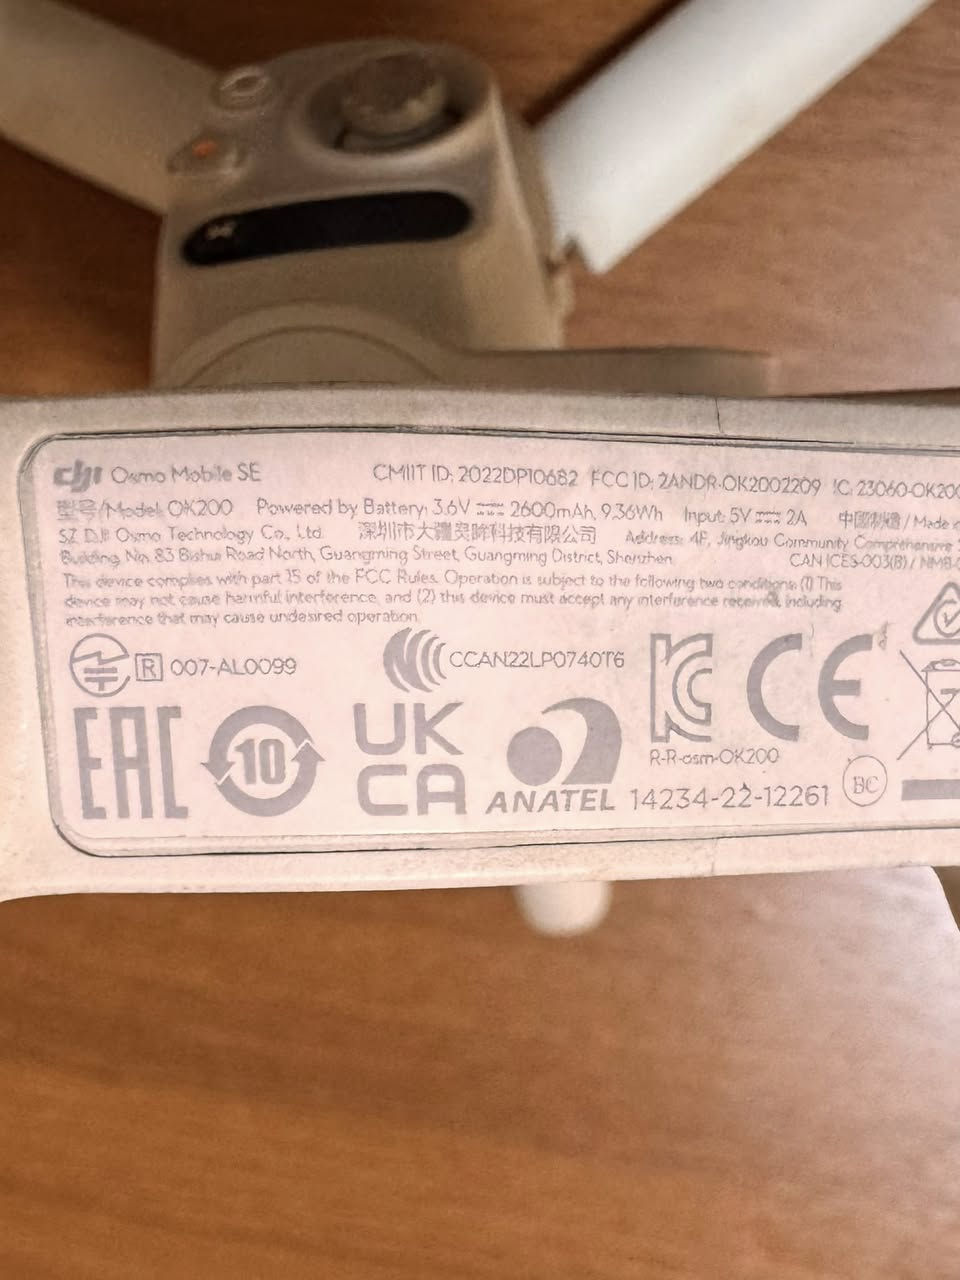 dji Osmo Mobile SE CMIIT ID: 2022DP10682 FCC ID: 2ANDR-OK2002209 IC: 23060-OK200
型号/Model: OK200 Powered by Battery: 3.6V ⎓ 2600mAh, 9.36Wh Input: 5V ⎓ 2A 中國制造 / Made
SZ DJI Osmo Technology Co., Ltd. 深圳市大疆 科技有限公司 Address: 4F, Jingkou Community Comprehensive
Building, No. 83 Bishui Road North, Guangming Street, Guangming District, Shenzhen CAN ICES-003(B) / NMB-
This device complies with part 15 of the FCC Rules. Operation is subject to the following two conditions: (1) This
device may not cause harmful interference, and (2) this device must accept any interference received, including
interference that may cause undesired operation.
R 007-AL0099 CCAN22LP0740T6 KC CE
R-R-osm-OK200
EAC 10 UK CA ANATEL 14234-22-12261 BC